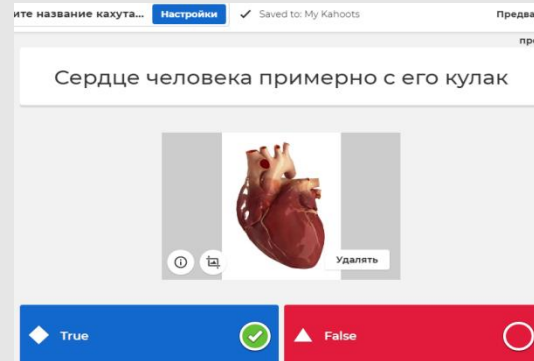 ите название кахута... Настройки Saved to: My Kahoots Предва
пре
Сердце человека примерно с его кулак
Удалять
True False